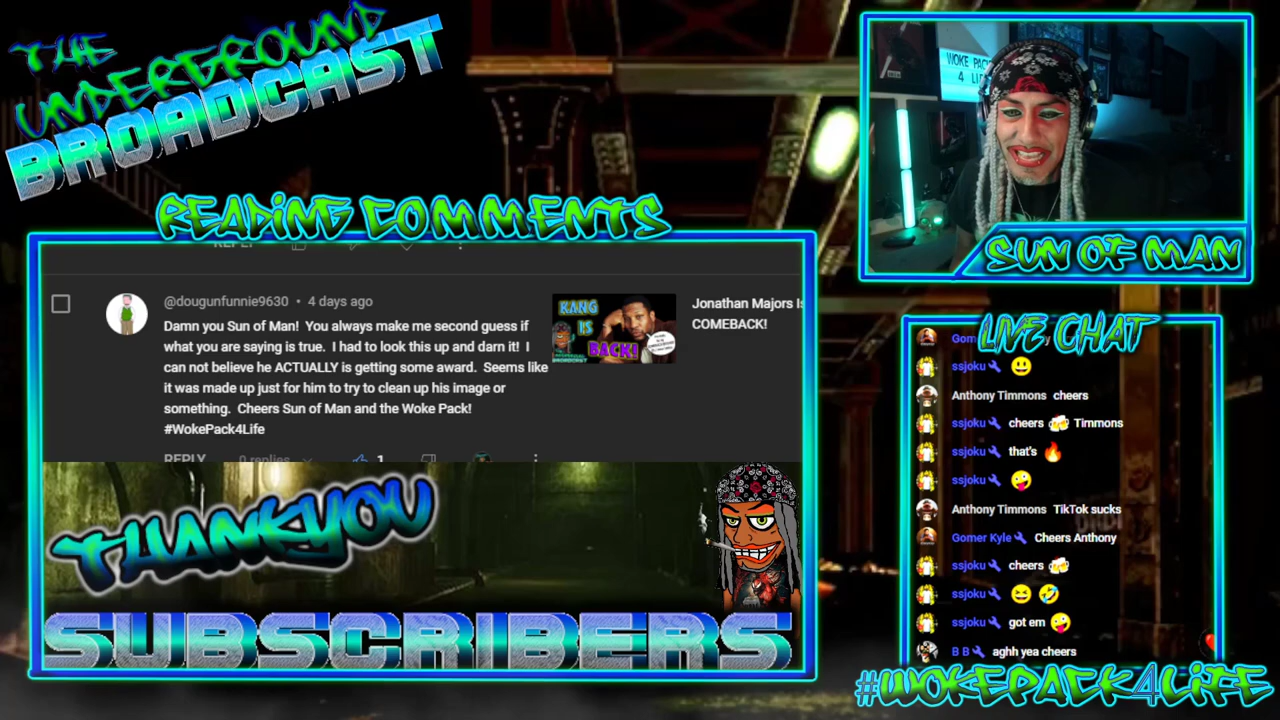 THE
UNDERGROUND
BROADCAST
WOKE PAC
4 LIF
SUN OF MAN
READING COMMENTS
@dougunfunnie9630 • 4 days ago
Damn you Sun of Man! You always make me second guess if
what you are saying is true. I had to look this up and darn it! I
can not believe he ACTUALLY is getting some award. Seems like
it was made up just for him to try to clean up his image or
something. Cheers Sun of Man and the Woke Pack!
#WokePack4Life
REPLY 0 replies 1
KANG
IS
BACK!
Jonathan Majors Is
COMEBACK!
THANK YOU
SUBSCRIBERS
LIVE CHAT
Gom
ssjoku 😃
Anthony Timmons cheers
ssjoku cheers 🍻 Timmons
ssjoku that's 🔥
ssjoku 🤪
Anthony Timmons TikTok sucks
Gomer Kyle Cheers Anthony
ssjoku cheers 🍻
ssjoku 😆 🤣
ssjoku got em 🤪
B B aghh yea cheers
#WOKEPACK4LIFE